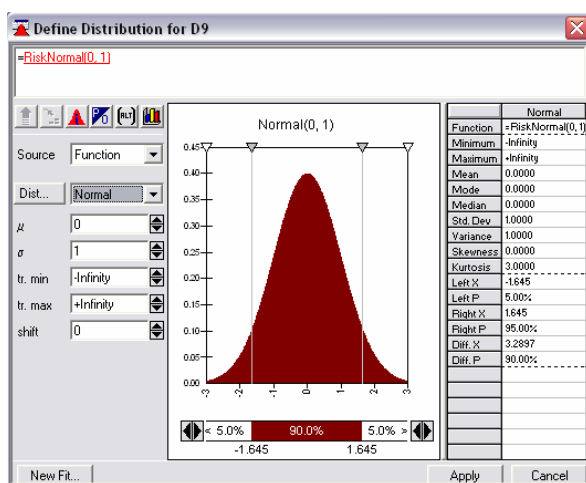 Define Distribution for D9
=RiskNormal(0, 1)
Source Function
Dist... Normal
μ 0
σ 1
tr. min -Infinity
tr. max +Infinity
shift 0
Normal(0, 1)
0.45
0.40
0.35
0.30
0.25
0.20
0.15
0.10
0.05
0.00
-3 -2 -1 0 1 2 3
< 5.0% 90.0% 5.0% >
-1.645 1.645
Normal
Function =RiskNormal(0, 1)
Minimum -Infinity
Maximum +Infinity
Mean 0.0000
Mode 0.0000
Median 0.0000
Std. Dev 1.0000
Variance 1.0000
Skewness 0.0000
Kurtosis 3.0000
Left X -1.645
Left P 5.00%
Right X 1.645
Right P 95.00%
Diff. X 3.2897
Diff. P 90.00%
New Fit... Apply Cancel